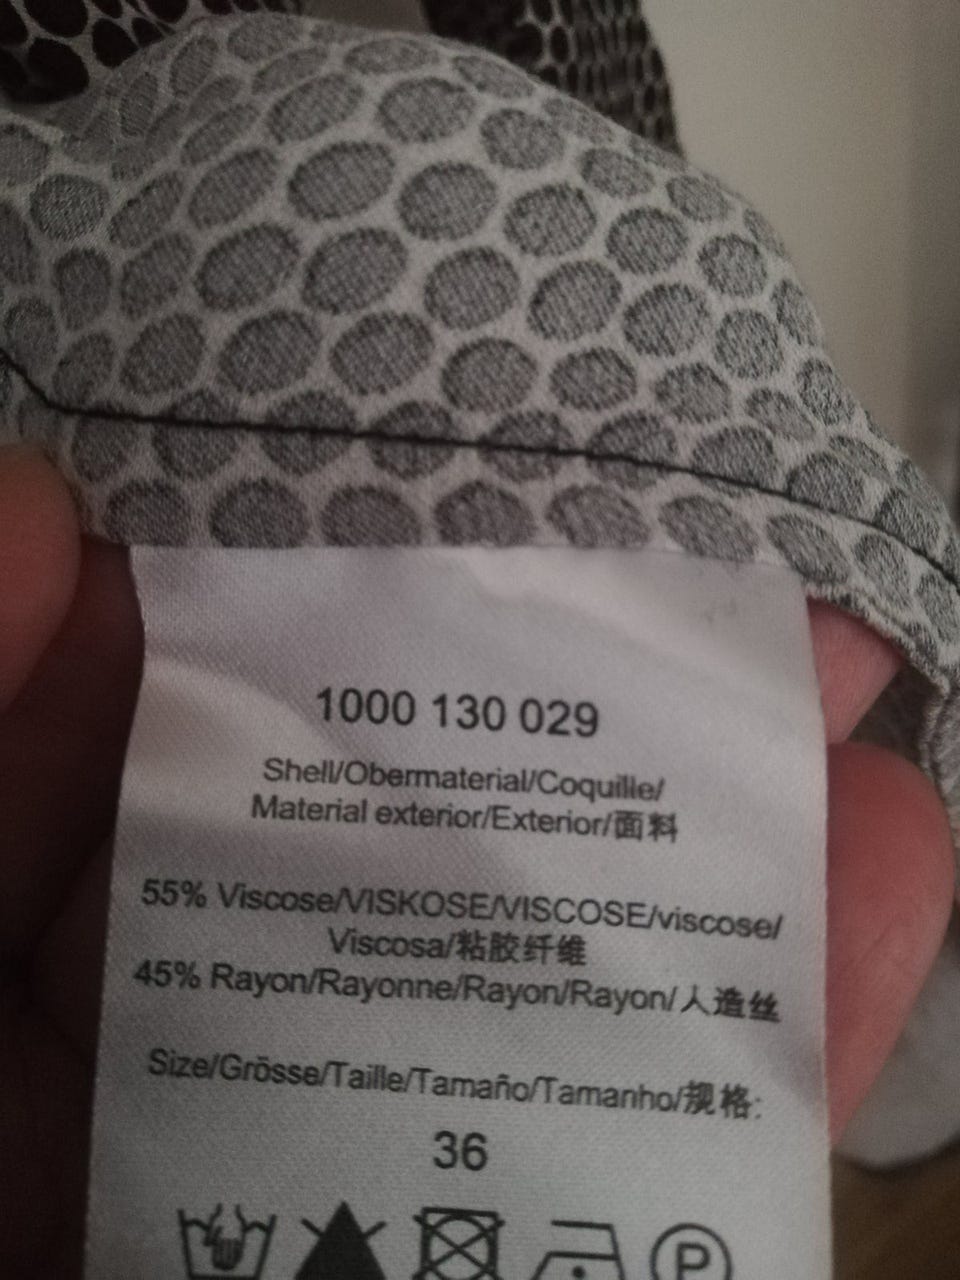 1000 130 029
Shell/Obermaterial/Coquille/
Material exterior/Exterior/面料
55% Viscose/VISKOSE/VISCOSE/viscose/
Viscosa/粘胶纤维
45% Rayon/Rayonne/Rayon/Rayon/人造丝
Size/Grösse/Taille/Tamaño/Tamanho/规格:
36
P